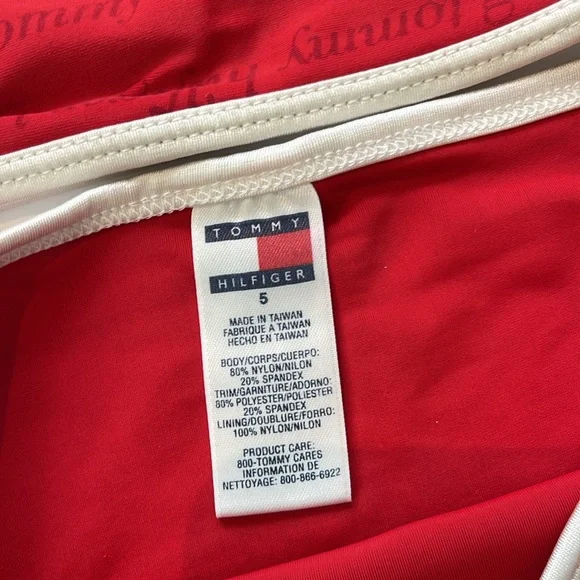 g tommy
tommy
TOMMY
HILFIGER
5
MADE IN TAIWAN
FABRIQUE A TAIWAN
HECHO EN TAIWAN
BODY/CORPS/CUERPO:
80% NYLON/NILON
20% SPANDEX
TRIM/GARNITURE/ADORNO:
80% POLYESTER/POLIESTER
20% SPANDEX
LINING/DOUBLURE/FORRO:
100% NYLON/NILON
PRODUCT CARE:
800-TOMMY CARES
INFORMATION DE
NETTOYAGE: 800-866-6922